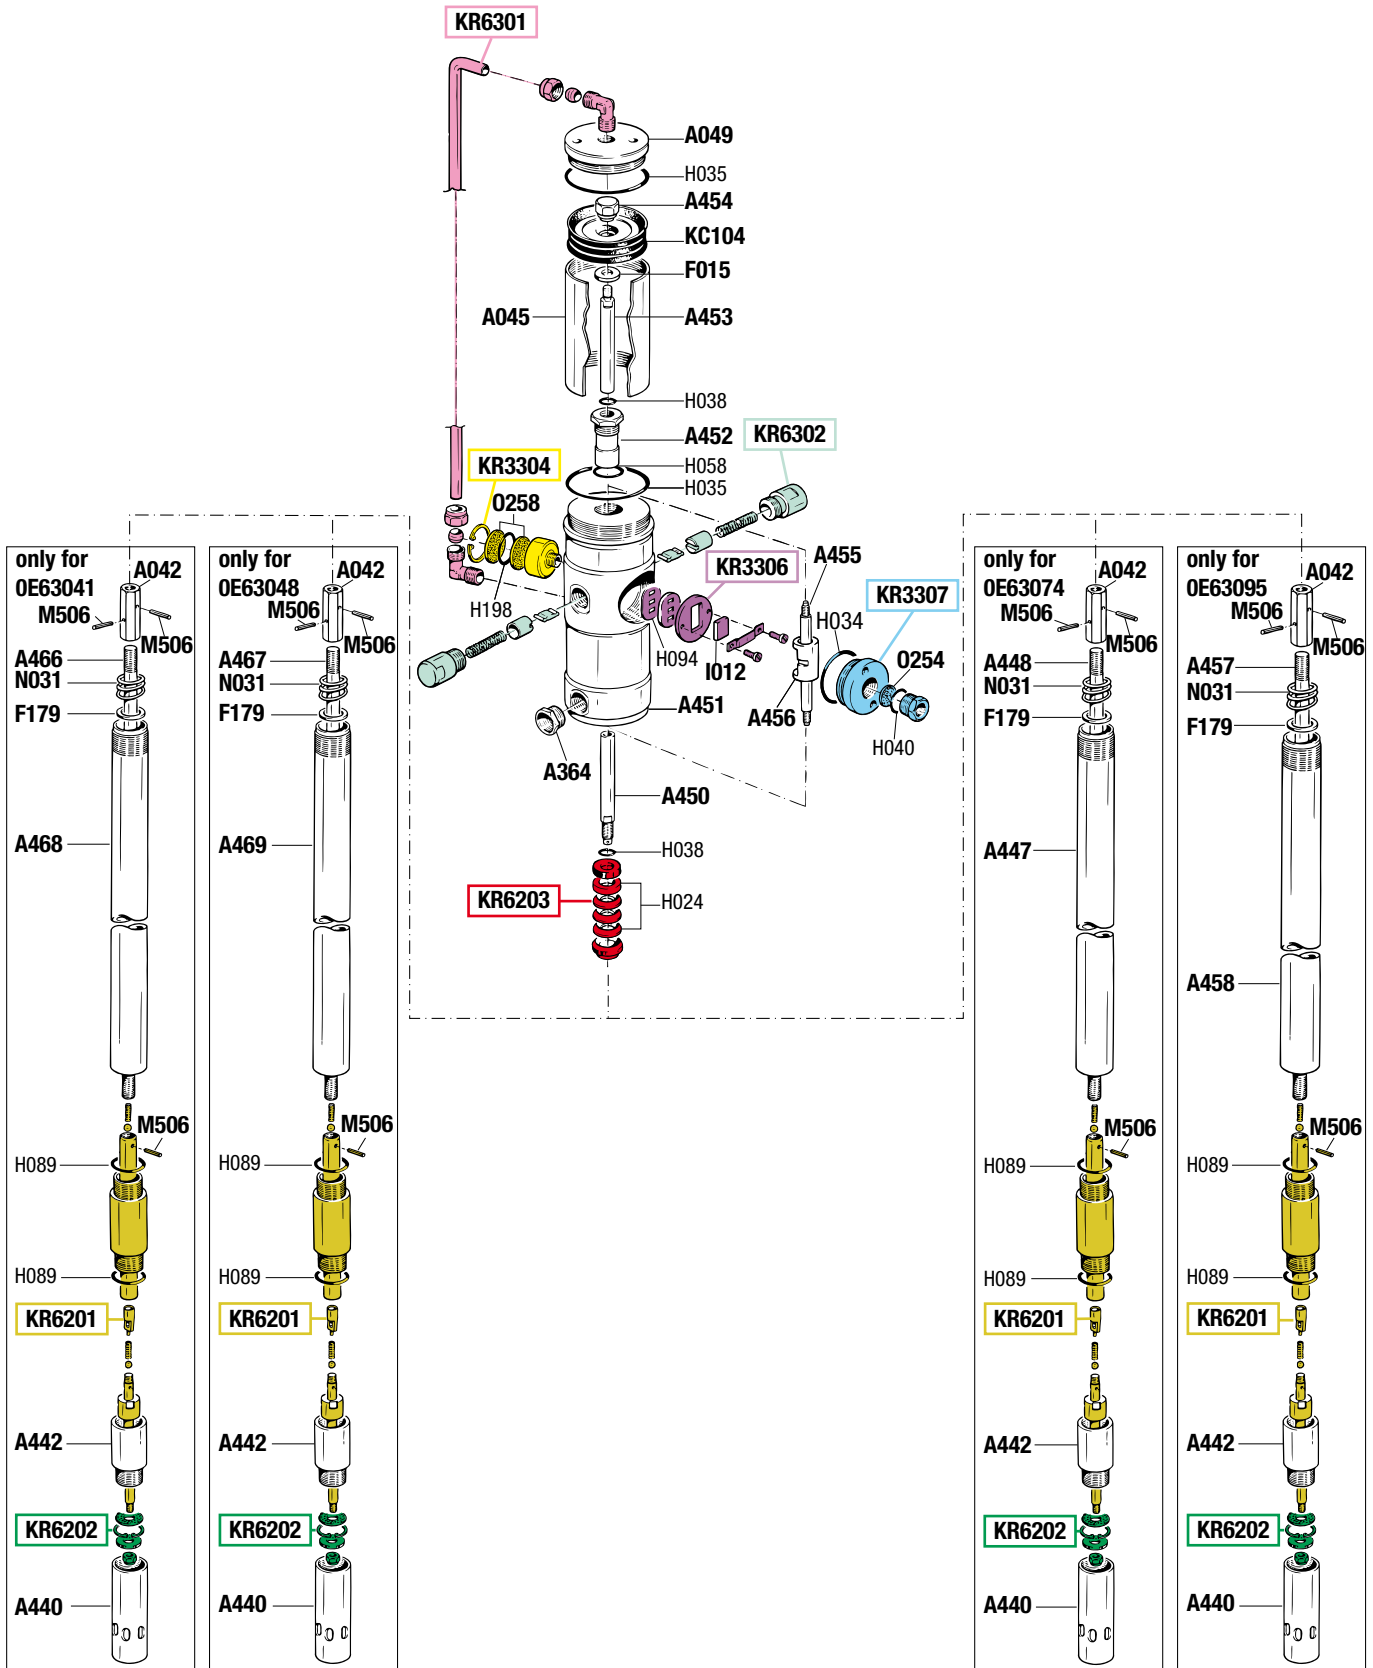 KR6301
A049
H035
A454
KC104
F015
A045
A453
H038
A452
KR6302
H058
H035
KR3304
O258
H198
A455
KR3306
KR3307
H034
O254
H094
I012
A451
A456
H040
A364
A450
H038
KR6203
H024
only for
0E63041
A042
M506
M506
A466
N031
F179
A468
H089
M506
H089
KR6201
A442
KR6202
A440
only for
0E63048
A042
M506
M506
A467
N031
F179
A469
M506
H089
H089
KR6201
A442
KR6202
A440
only for
0E63074
A042
M506
M506
A448
N031
F179
A447
M506
H089
H089
KR6201
A442
KR6202
A440
only for
0E63095
A042
M506
M506
A457
N031
F179
A458
M506
H089
H089
KR6201
A442
KR6202
A440